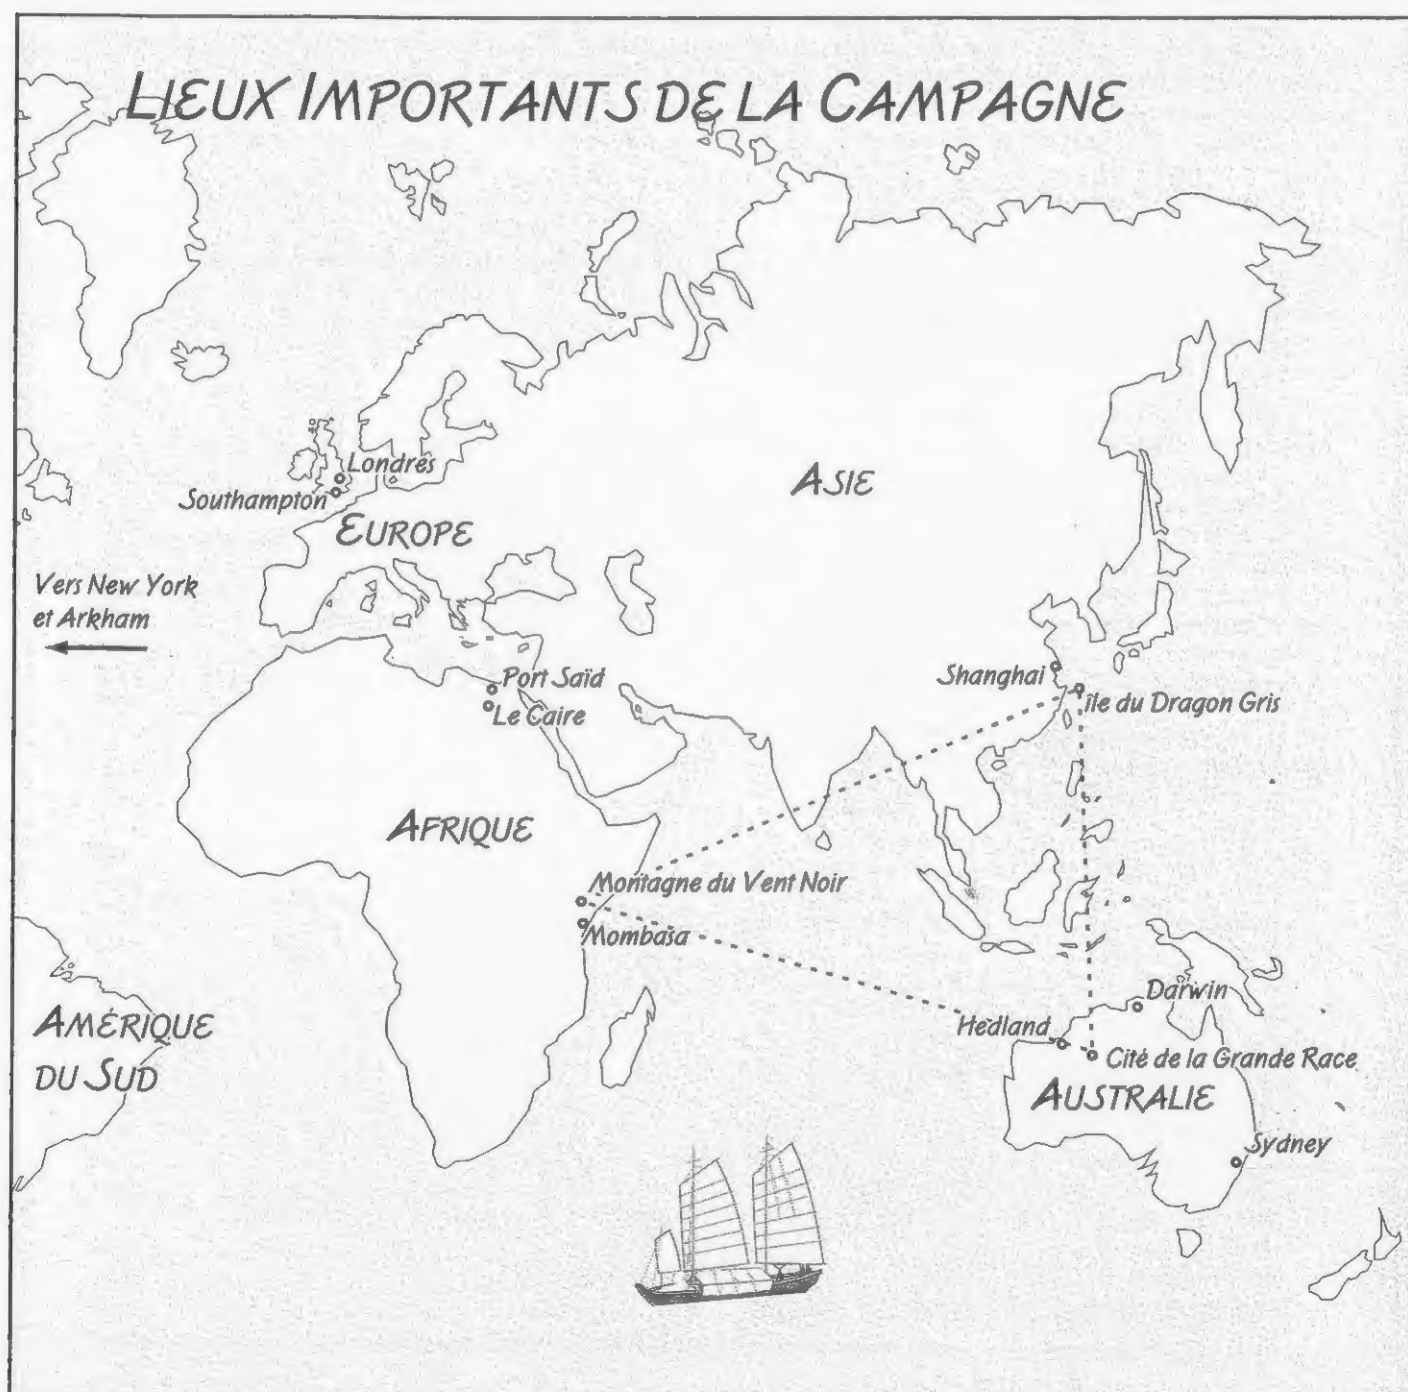 LIEUX IMPORTANTS DE LA CAMPAGNE
Londres
Southampton
EUROPE
ASIE
Vers New York
et Arkham
Port Saïd
Le Caire
Shanghai
île du Dragon Gris
AFRIQUE
Montagne du Vent Noir
Mombasa
AMÉRIQUE
DU SUD
Darwin
Hedland
Cité de la Grande Race
AUSTRALIE
Sydney